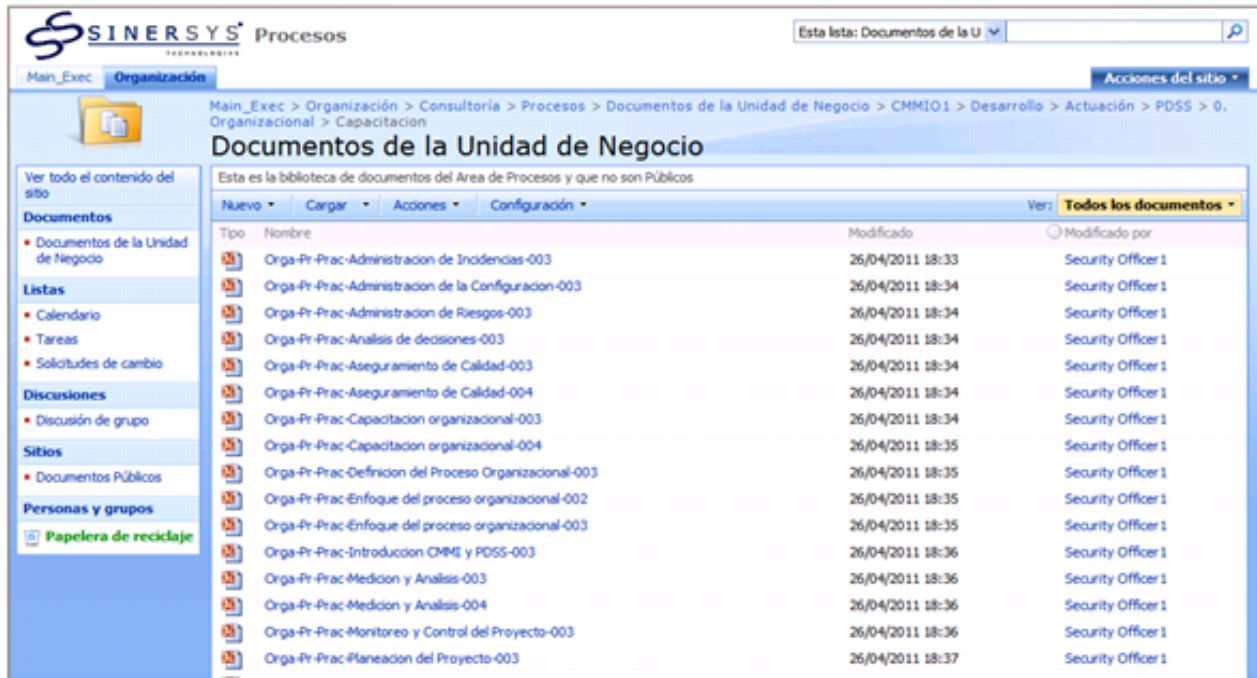 SINERSYS Procesos
TECHNOLOGIES
Esta lista: Documentos de la U
Main_Exec Organización
Acciones del sitio
Main_Exec > Organización > Consultoría > Procesos > Documentos de la Unidad de Negocio > CMMIO1 > Desarrollo > Actuación > PDSS > 0.
Organizacional > Capacitacion
Documentos de la Unidad de Negocio
Ver todo el contenido del
sitio
Documentos
Documentos de la Unidad
de Negocio
Listas
Calendario
Tareas
Solicitudes de cambio
Discusiones
Discusión de grupo
Sitios
Documentos Públicos
Personas y grupos
Papelera de reciclaje
Esta es la biblioteca de documentos del Area de Procesos y que no son Públicos
Nuevo Cargar Acciones Configuración Ver: Todos los documentos
Tipo Nombre Modificado Modificado por
Orga-Pr-Prac-Administracion de Incidencias-003 26/04/2011 18:33 Security Officer1
Orga-Pr-Prac-Administracion de la Configuracion-003 26/04/2011 18:34 Security Officer1
Orga-Pr-Prac-Administracion de Riesgos-003 26/04/2011 18:34 Security Officer1
Orga-Pr-Prac-Analisis de decisiones-003 26/04/2011 18:34 Security Officer1
Orga-Pr-Prac-Aseguramiento de Calidad-003 26/04/2011 18:34 Security Officer1
Orga-Pr-Prac-Aseguramiento de Calidad-004 26/04/2011 18:34 Security Officer1
Orga-Pr-Prac-Capacitacion organizacional-003 26/04/2011 18:34 Security Officer1
Orga-Pr-Prac-Capacitacion organizacional-004 26/04/2011 18:35 Security Officer1
Orga-Pr-Prac-Definicion del Proceso Organizacional-003 26/04/2011 18:35 Security Officer1
Orga-Pr-Prac-Enfoque del proceso organizacional-002 26/04/2011 18:35 Security Officer1
Orga-Pr-Prac-Enfoque del proceso organizacional-003 26/04/2011 18:35 Security Officer1
Orga-Pr-Prac-Introduccion CMMI y PDSS-003 26/04/2011 18:36 Security Officer1
Orga-Pr-Prac-Medicion y Analisis-003 26/04/2011 18:36 Security Officer1
Orga-Pr-Prac-Medicion y Analisis-004 26/04/2011 18:36 Security Officer1
Orga-Pr-Prac-Monitoreo y Control del Proyecto-003 26/04/2011 18:36 Security Officer1
Orga-Pr-Prac-Planeacion del Proyecto-003 26/04/2011 18:37 Security Officer1